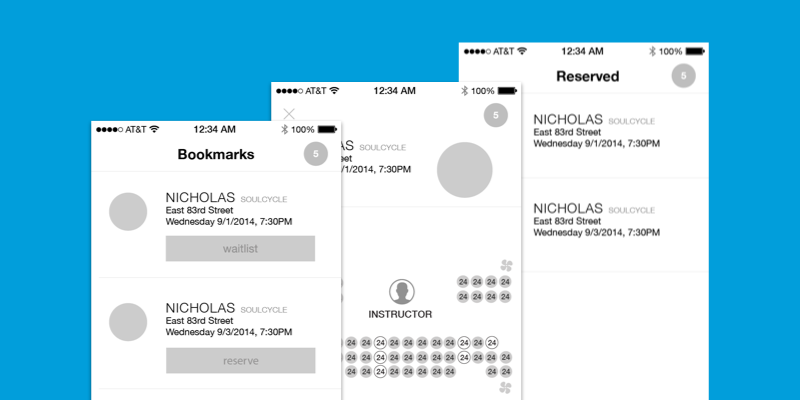 AT&T 12:34 AM 100%
Bookmarks 5
NICHOLAS SOULCYCLE
East 83rd Street
Wednesday 9/1/2014, 7:30PM
waitlist
NICHOLAS SOULCYCLE
East 83rd Street
Wednesday 9/3/2014, 7:30PM
reserve
AT&T 12:34 AM 100%
5
AS SOULCYCLE
eet
/1/2014, 7:30PM
24 24 24 24
24 24 24 24
INSTRUCTOR
24 24 24 24 24 24 24 24 24 24 24
24 24 24 24 24 24 24 24 24 24 24 24
24 24 24 24 24 24 24 24 24 24
AT&T 12:34 AM 100%
Reserved 5
NICHOLAS SOULCYCLE
East 83rd Street
Wednesday 9/1/2014, 7:30PM
NICHOLAS SOULCYCLE
East 83rd Street
Wednesday 9/3/2014, 7:30PM